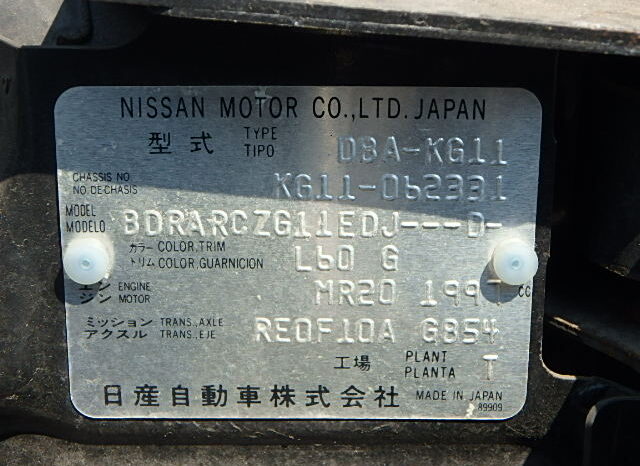 NISSAN MOTOR CO.,LTD. JAPAN
型式 TYPE TIPO DBA-KG11
CHASSIS NO NO.DE.CHASIS KG11-062331
MODEL MODELO BDRARCZG11EDJ---D-
カラー COLOR,TRIM トリム COLOR,GUARNICION L60 G
エンジン ENGINE MOTOR MR20 1997 CC
ミッション TRANS.,AXLE アクスル TRANS.,EJE RE0F10A GB54
工場 PLANT PLANTA T
日産自動車株式会社 MADE IN JAPAN
89909